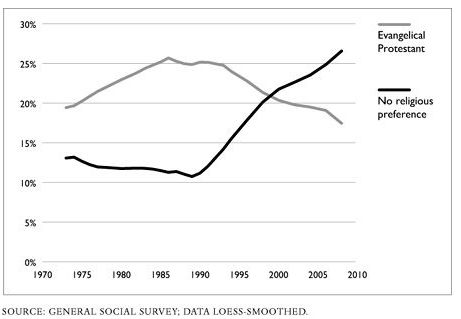 30%
25%
20%
15%
10%
5%
0%
1970 1975 1980 1985 1990 1995 2000 2005 2010
Evangelical
Protestant
No religious
preference
SOURCE: GENERAL SOCIAL SURVEY; DATA LOESS-SMOOTHED.